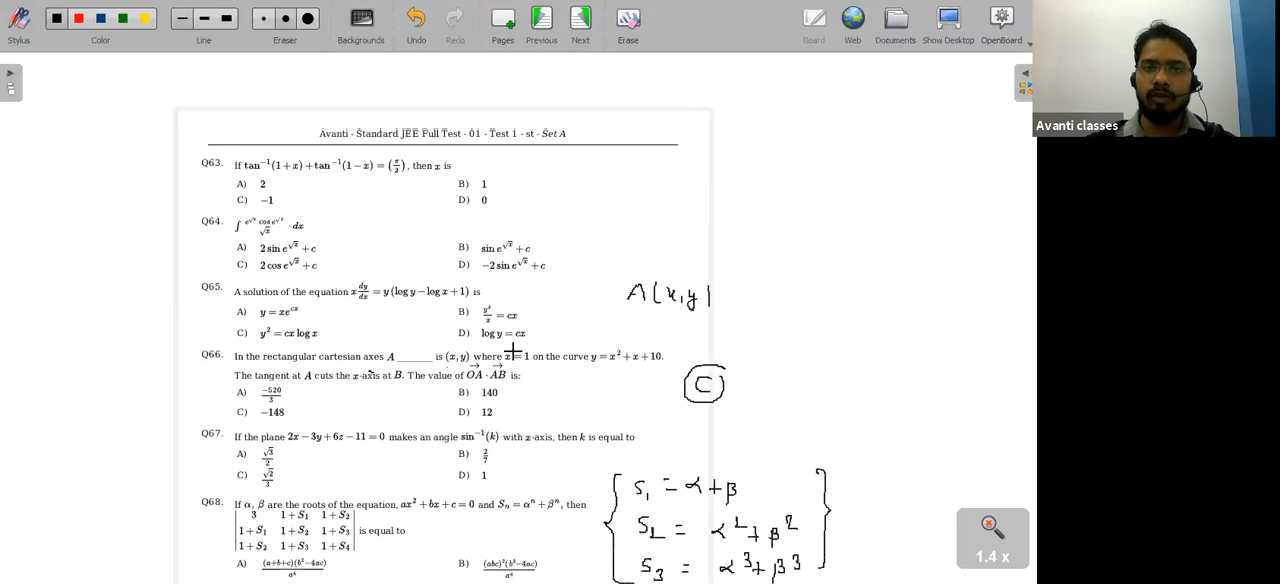 Stylus Color Line Eraser Backgrounds Undo Redo Pages Previous Next Erase Board Web Documents Show Desktop OpenBoard
Avanti classes
Avanti - Standard JEE Full Test - 01 - Test 1 - st - Set A
Q63. If tan⁻¹(1+x)+tan⁻¹(1−x) = (π/2), then x is
A) 2 B) 1
C) −1 D) 0
Q64. ∫ e^√x cos e^√x / √x · dx
A) 2 sin e^√x + c B) sin e^√x + c
C) 2 cos e^√x + c D) −2 sin e^√x + c
Q65. A solution of the equation x dy/dx = y(log y − log x + 1) is
A(x,y)
A) y = xe^cx B) y²/x = cx
C) y² = cx log x D) log y = cx
Q66. In the rectangular cartesian axes A ______ is (x, y) where x = 1 on the curve y = x² + x + 10.
The tangent at A cuts the x-axis at B. The value of OA→ · AB→ is:
C
A) −520/3 B) 140
C) −148 D) 12
Q67. If the plane 2x − 3y + 6z − 11 = 0 makes an angle sin⁻¹(k) with x-axis, then k is equal to
A) √3/2 B) 2/7
C) √2/3 D) 1
S₁ = α+β
Q68. If α, β are the roots of the equation, ax² + bx + c = 0 and Sₙ = αⁿ + βⁿ, then
3 1+S₁ 1+S₂
1+S₁ 1+S₂ 1+S₃ is equal to
1+S₂ 1+S₃ 1+S₄
S₂ = α²+β²
A) (a+b+c)(b²−4ac)/a⁴ B) (abc)²(b²−4ac)/a⁴
S₃ = α³+β³
1.4 x